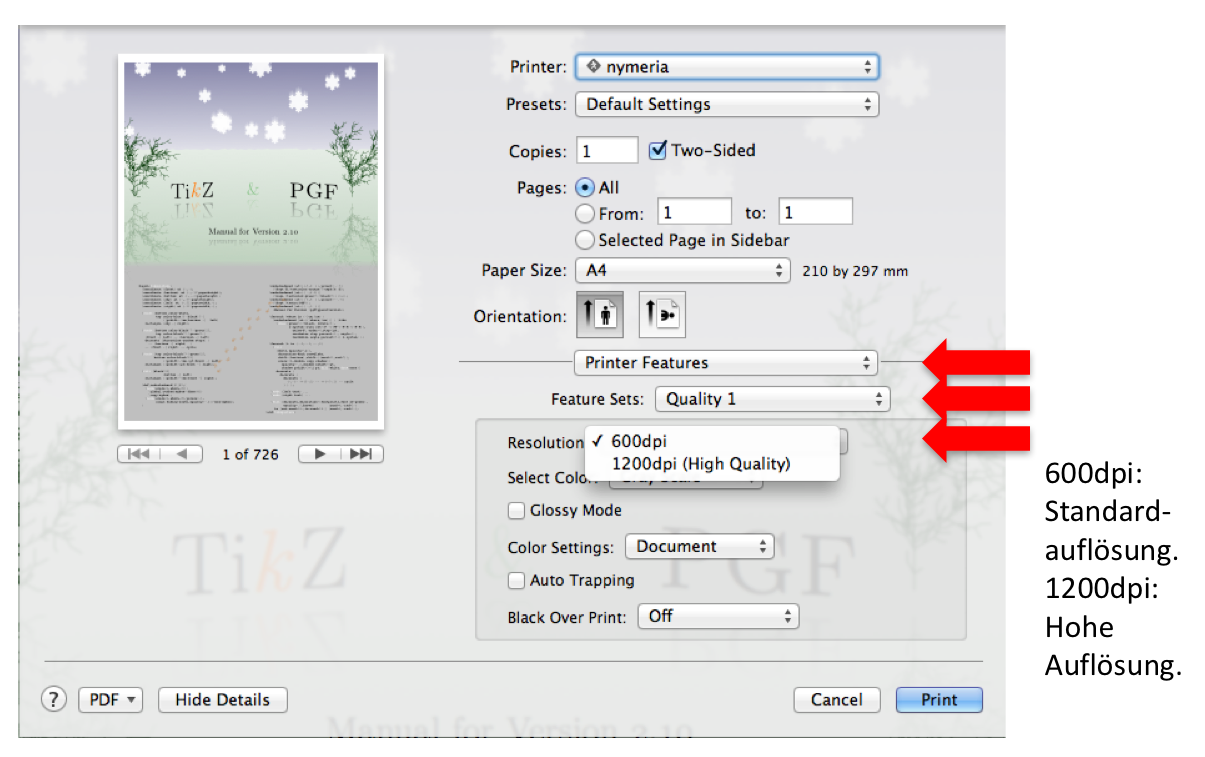 Printer: nymeria
Presets: Default Settings
Copies: 1 Two-Sided
Pages: All
From: 1 to: 1
Selected Page in Sidebar
Paper Size: A4 210 by 297 mm
Orientation:
Printer Features
Feature Sets: Quality 1
Resolution ✓ 600dpi
1200dpi (High Quality)
Select Color:
Glossy Mode
Color Settings: Document
Auto Trapping
Black Over Print: Off
TikZ & PGF
Manual for Version 2.10
1 of 726
TikZ PGF
Manual for Version 2.10
? PDF Hide Details Cancel Print
600dpi:
Standard-
auflösung.
1200dpi:
Hohe
Auflösung.